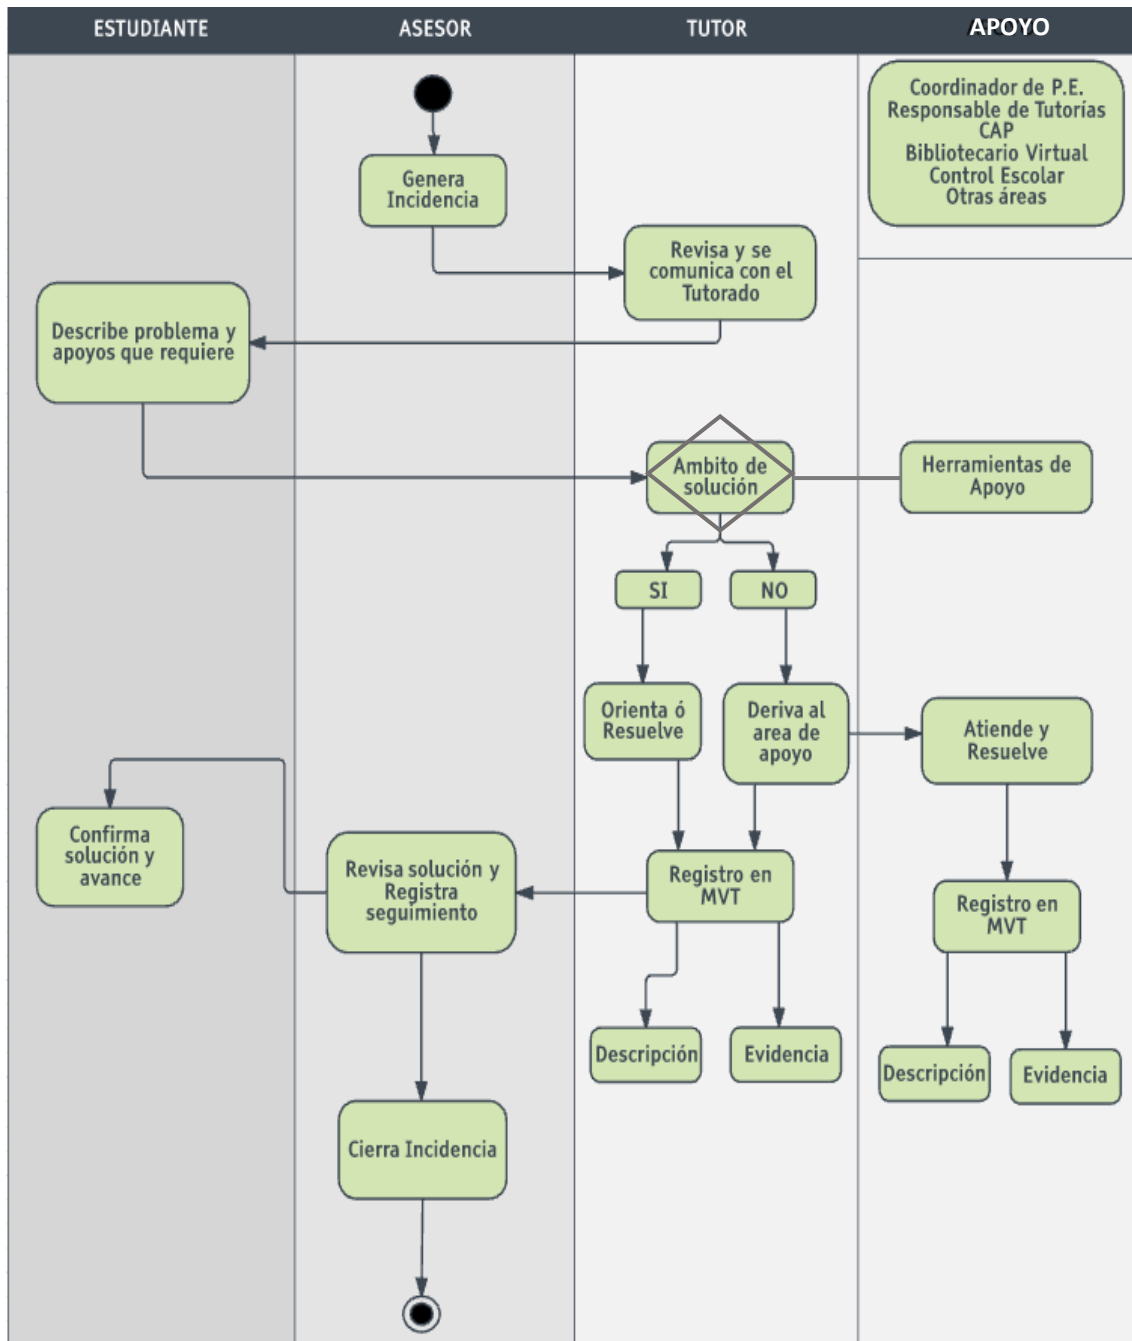 ESTUDIANTE
ASESOR
TUTOR
APOYO
Coordinador de P.E.
Responsable de Tutorías
CAP
Bibliotecario Virtual
Control Escolar
Otras áreas
Genera
Incidencia
Revisa y se
comunica con el
Tutorado
Describe problema y
apoyos que requiere
Ambito de
solución
Herramientas de
Apoyo
SI
NO
Orienta ó
Resuelve
Deriva al
area de
apoyo
Atiende y
Resuelve
Confirma
solución y
avance
Revisa solución y
Registra
seguimiento
Registro en
MVT
Registro en
MVT
Descripción
Evidencia
Descripción
Evidencia
Cierra Incidencia